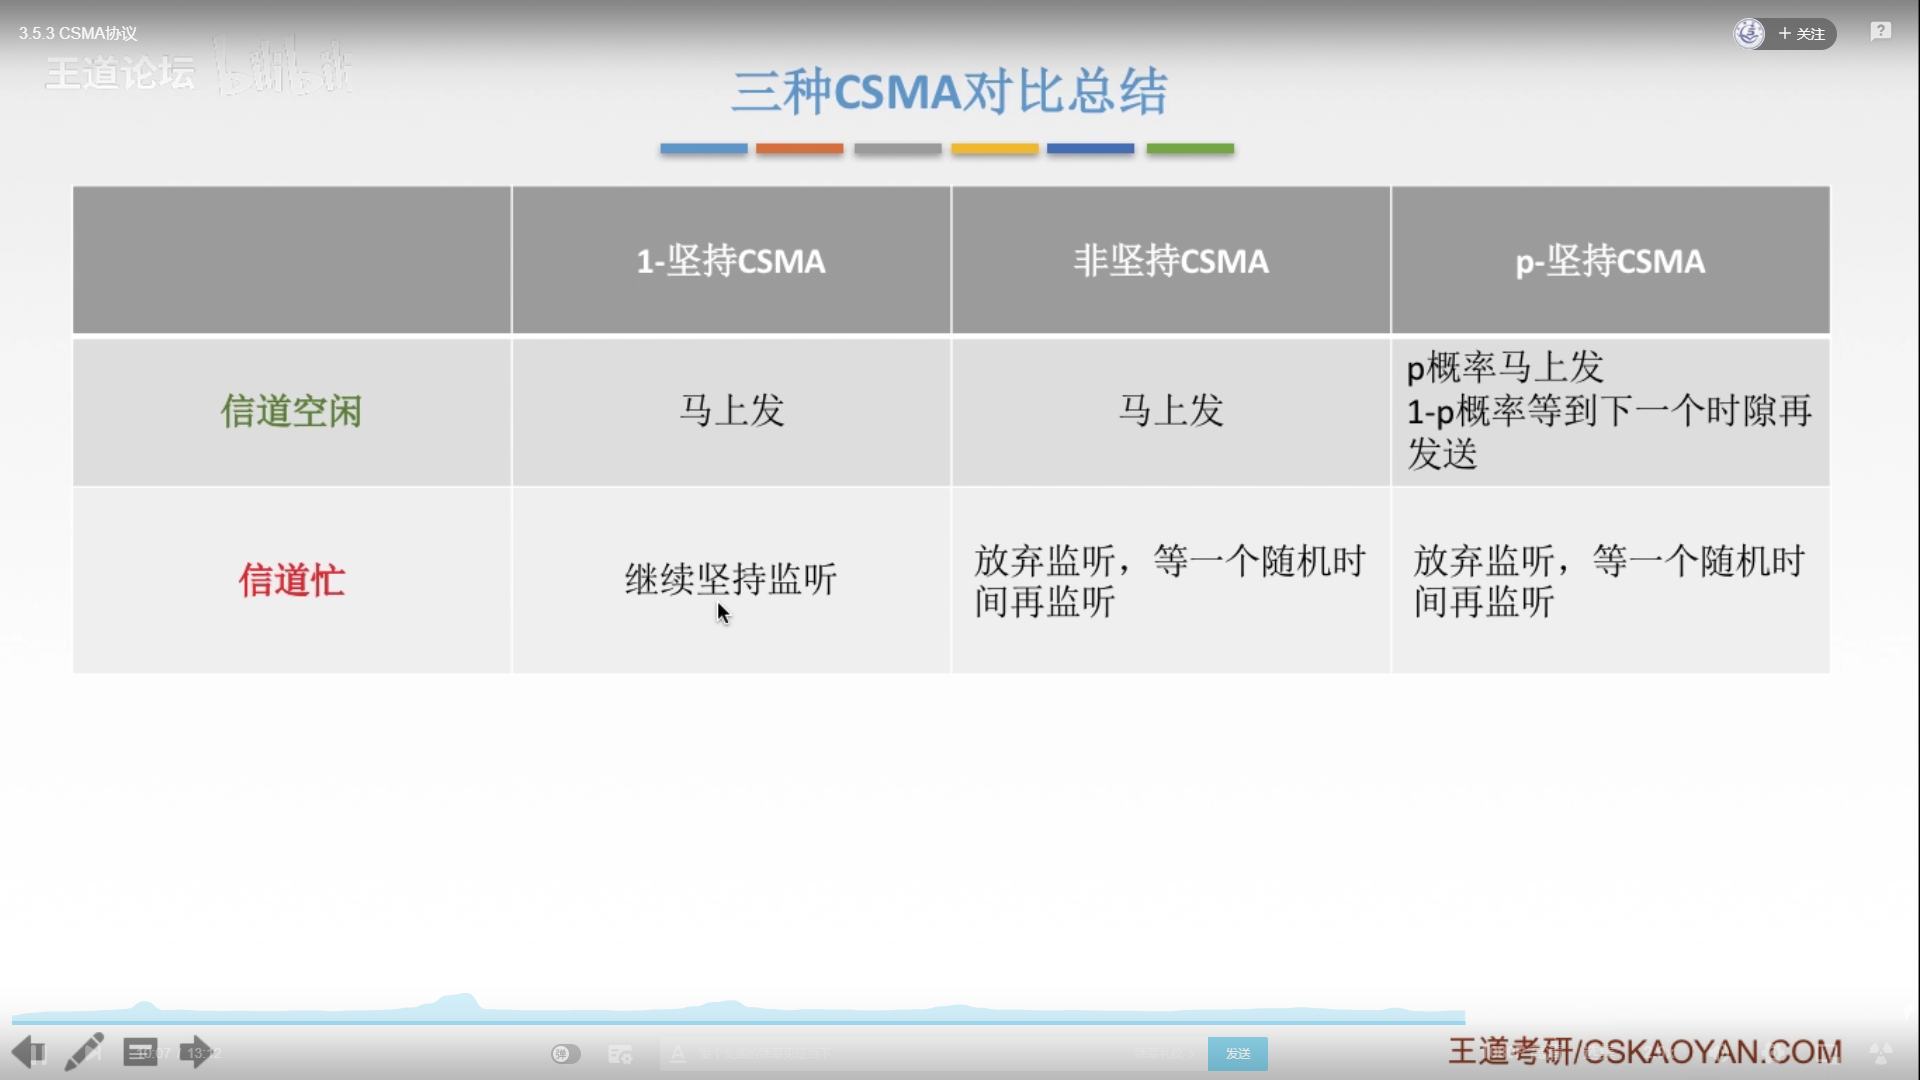 3.5.3 CSMA协议
关注
王道论坛 bilibili
三种CSMA对比总结
1-坚持CSMA
非坚持CSMA
p-坚持CSMA
信道空闲
马上发
马上发
p概率马上发
1-p概率等到下一个时隙再
发送
信道忙
继续坚持监听
放弃监听，等一个随机时
间再监听
放弃监听，等一个随机时
间再监听
10:07 / 13:12
弹
发送
王道考研/CSKAOYAN.COM